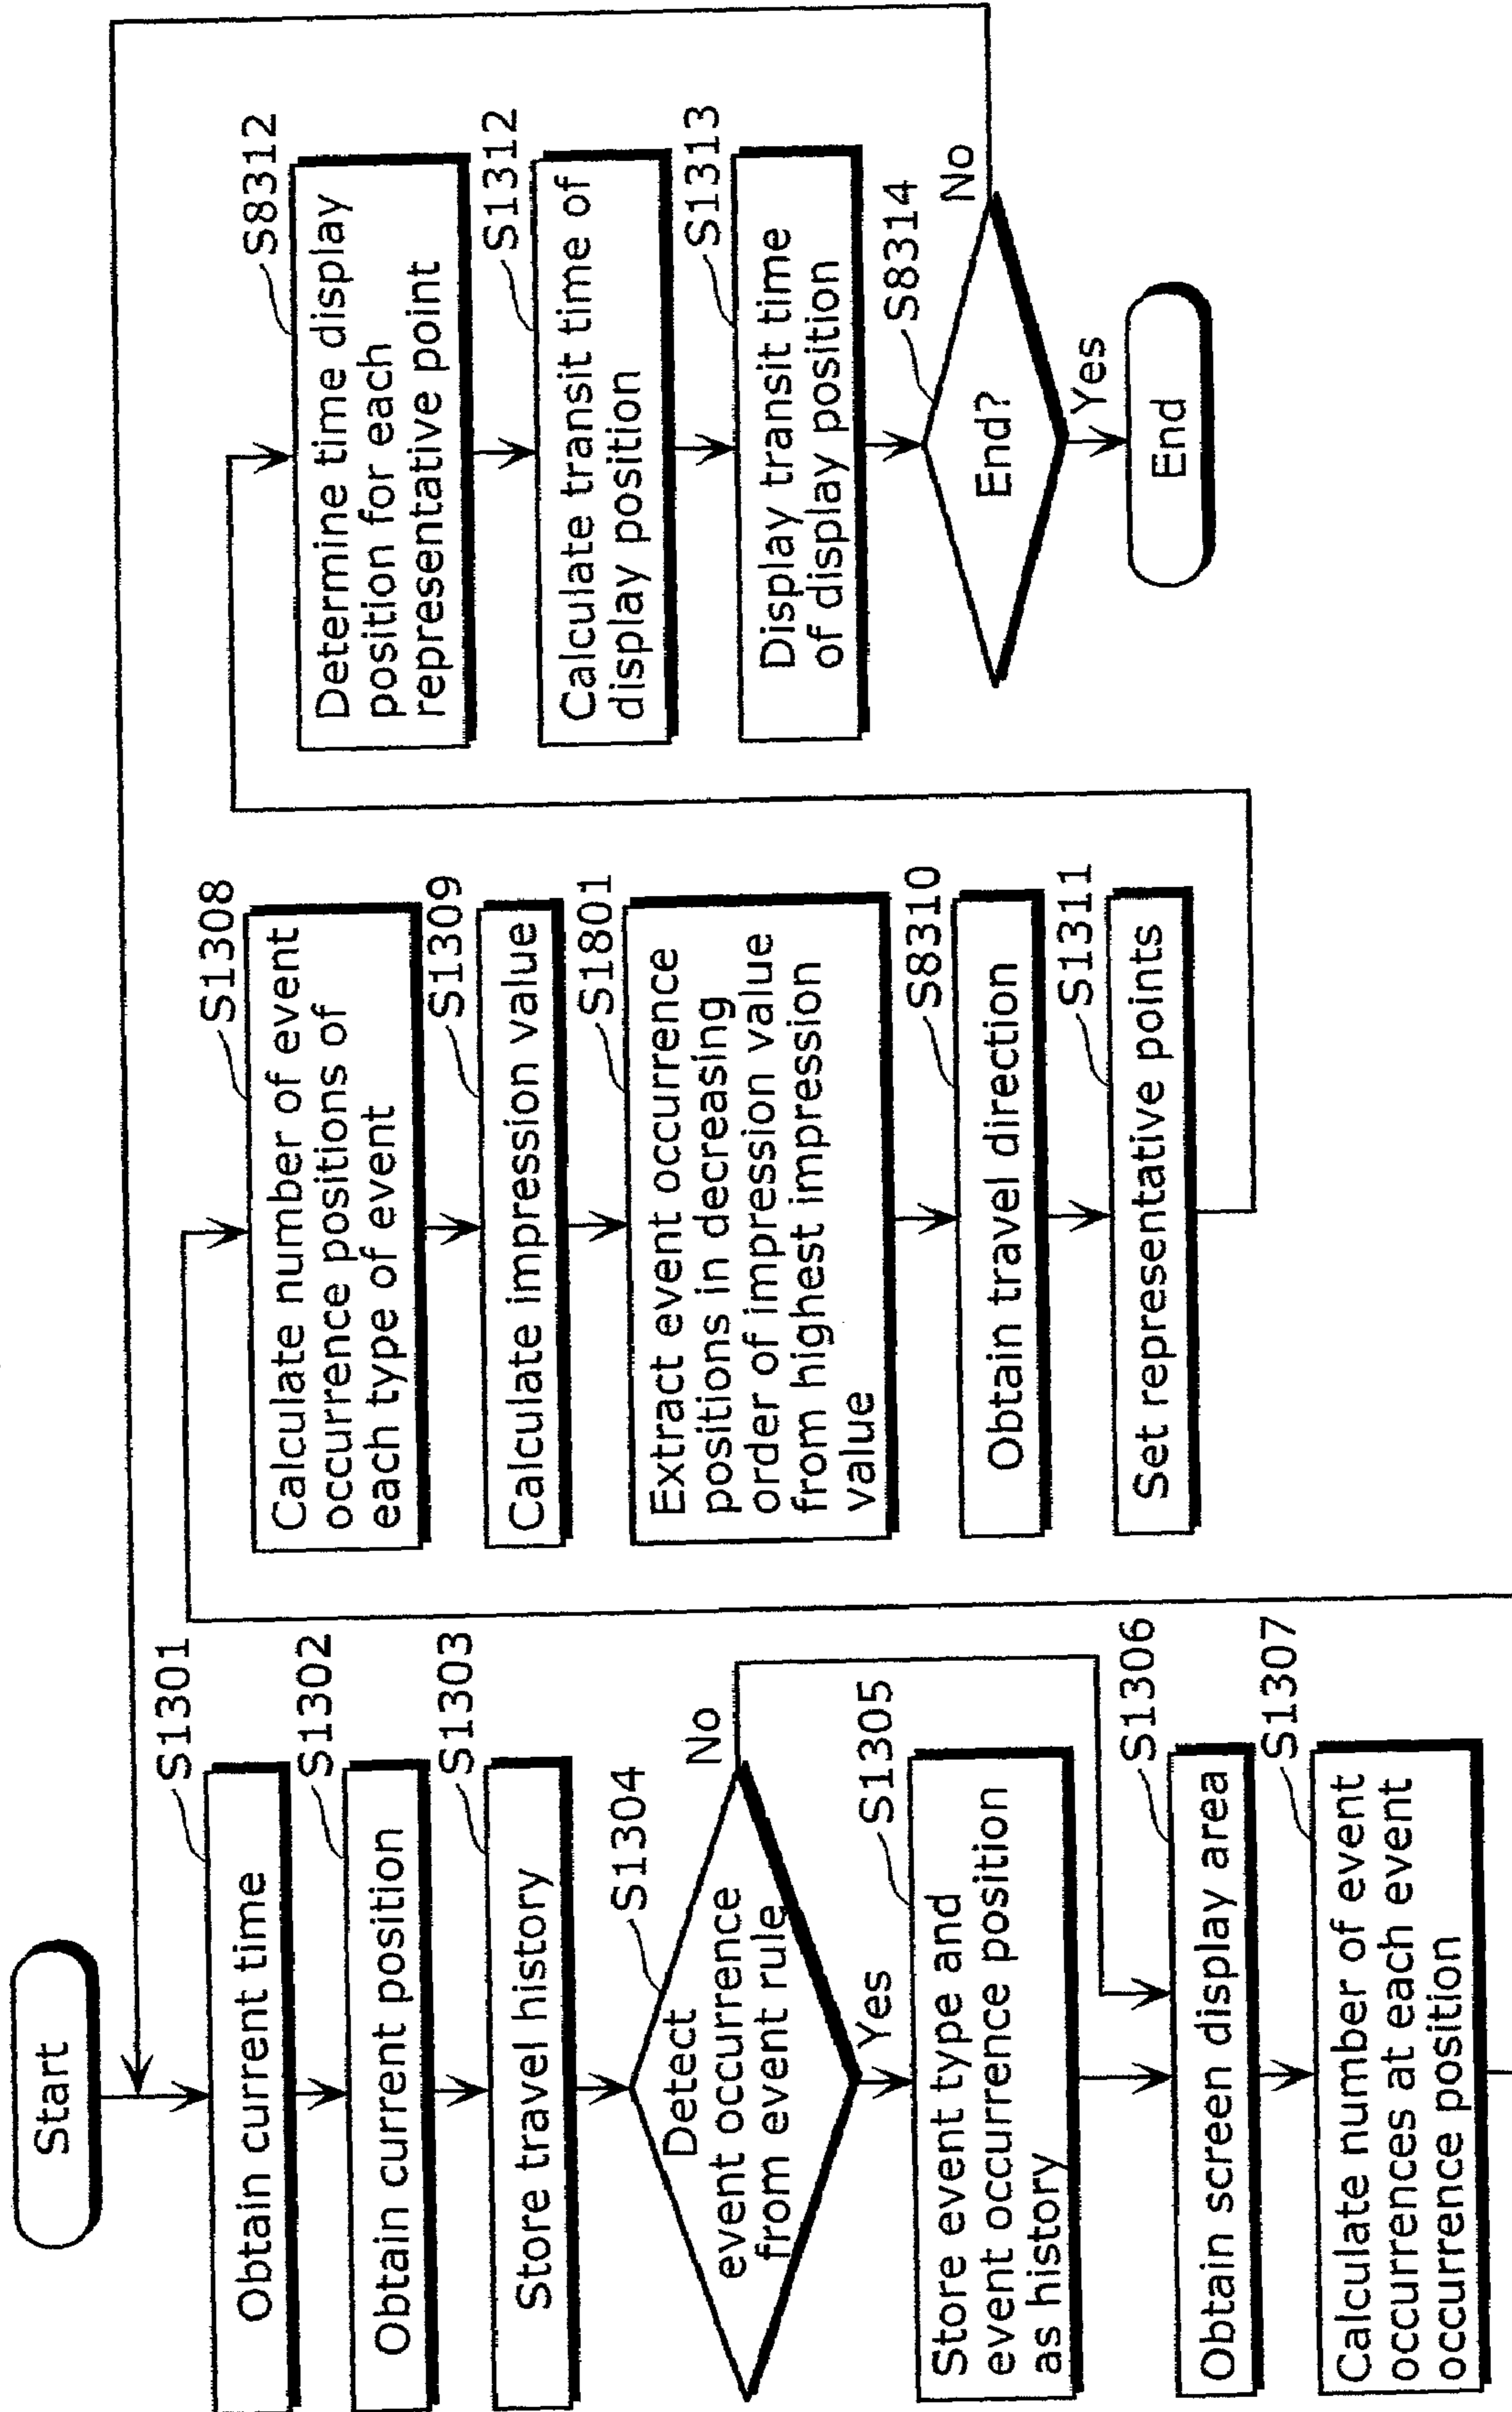 Start
S1301
Obtain current time
S1302
Obtain current position
S1303
Store travel history
S1304
Detect
event occurrence
from event rule
No
Yes
S1305
Store event type and
event occurrence position
as history
S1306
Obtain screen display area
S1307
Calculate number of event
occurrences at each event
occurrence position
S1308
Calculate number of event
occurrence positions of
each type of event
S1309
Calculate impression value
S1801
Extract event occurrence
positions in decreasing
order of impression value
from highest impression
value
S8310
Obtain travel direction
S1311
Set representative points
S8312
Determine time display
position for each
representative point
S1312
Calculate transit time of
display position
S1313
Display transit time
of display position
S8314
End?
No
Yes
End